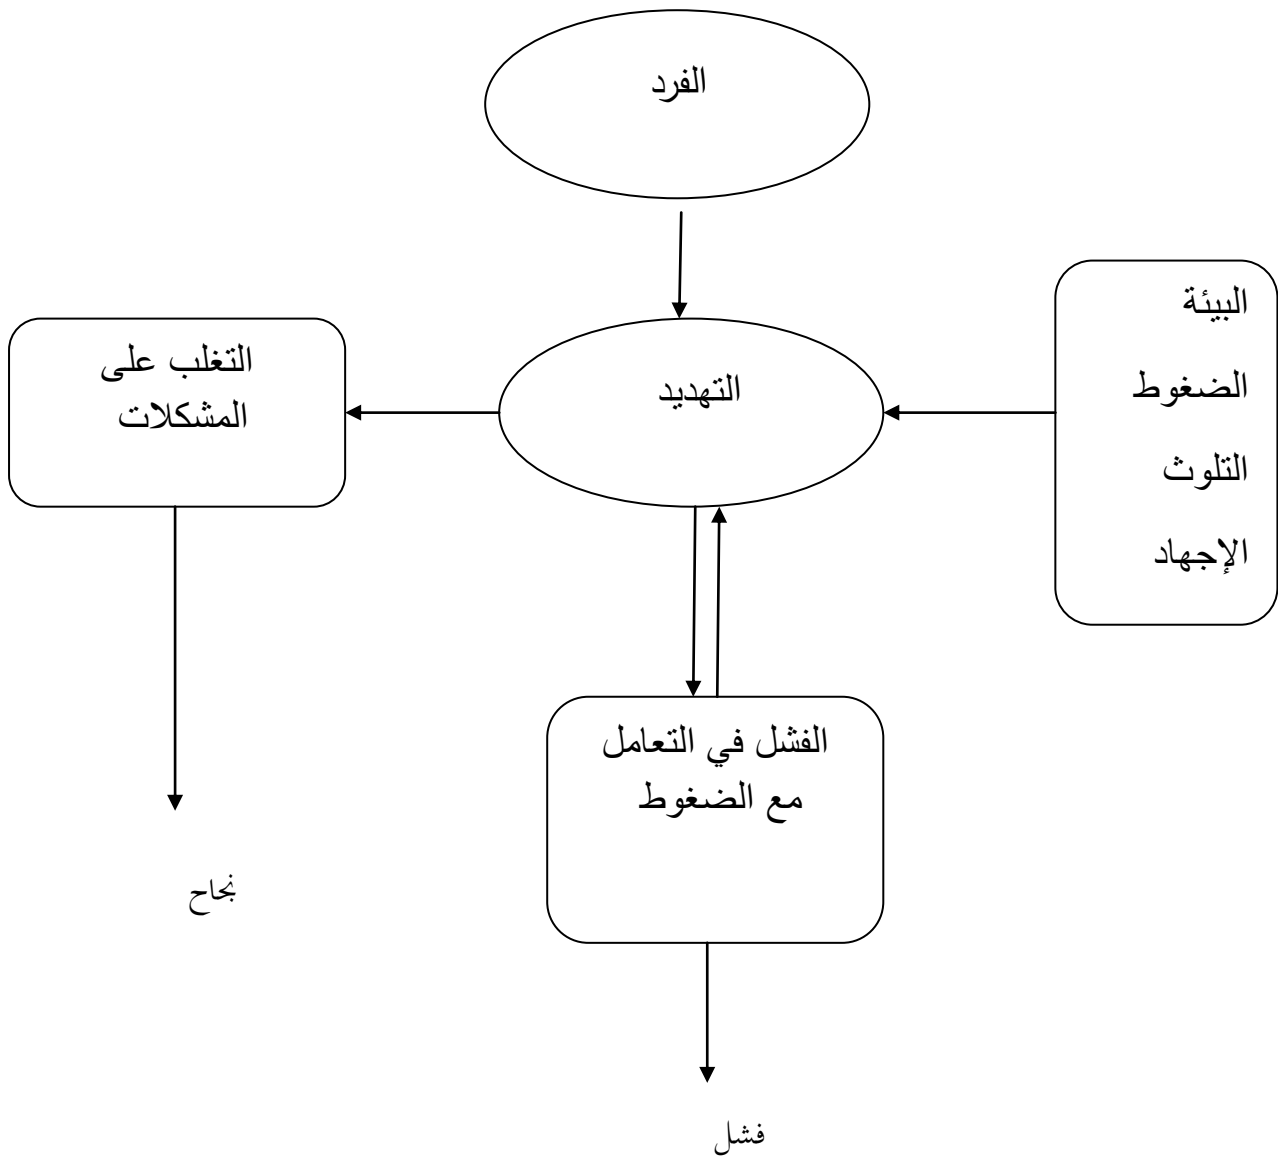 الفرد
البيئة
الضغوط
التلوث
الإجهاد
التهديد
التغلب على
المشكلات
الفشل في التعامل
مع الضغوط
نجاح
فشل